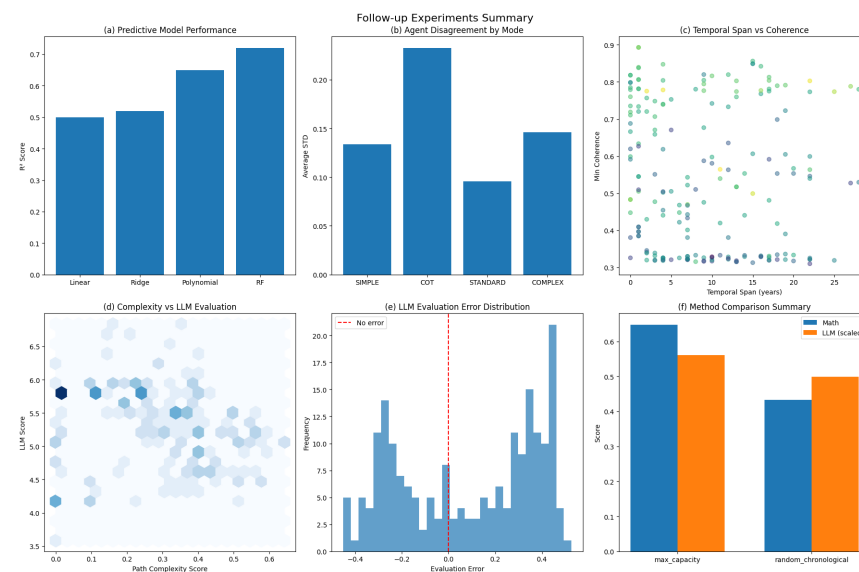 Follow-up Experiments Summary
(a) Predictive Model Performance
R² Score
0.7
0.6
0.5
0.4
0.3
0.2
0.1
0.0
Linear Ridge Polynomial RF
(b) Agent Disagreement by Mode
Average STD
0.20
0.15
0.10
0.05
0.00
SIMPLE COT STANDARD COMPLEX
(c) Temporal Span vs Coherence
Min Coherence
0.9
0.8
0.7
0.6
0.5
0.4
0.3
0 5 10 15 20 25
Temporal Span (years)
(d) Complexity vs LLM Evaluation
LLM Score
6.5
6.0
5.5
5.0
4.5
4.0
3.5
0.0 0.1 0.2 0.3 0.4 0.5 0.6
Path Complexity Score
(e) LLM Evaluation Error Distribution
No error
Frequency
20.0
17.5
15.0
12.5
10.0
7.5
5.0
2.5
0.0
−0.4 −0.2 0.0 0.2 0.4
Evaluation Error
(f) Method Comparison Summary
Math
LLM (scaled
Score
0.6
0.5
0.4
0.3
0.2
0.1
0.0
max_capacity random_chronological